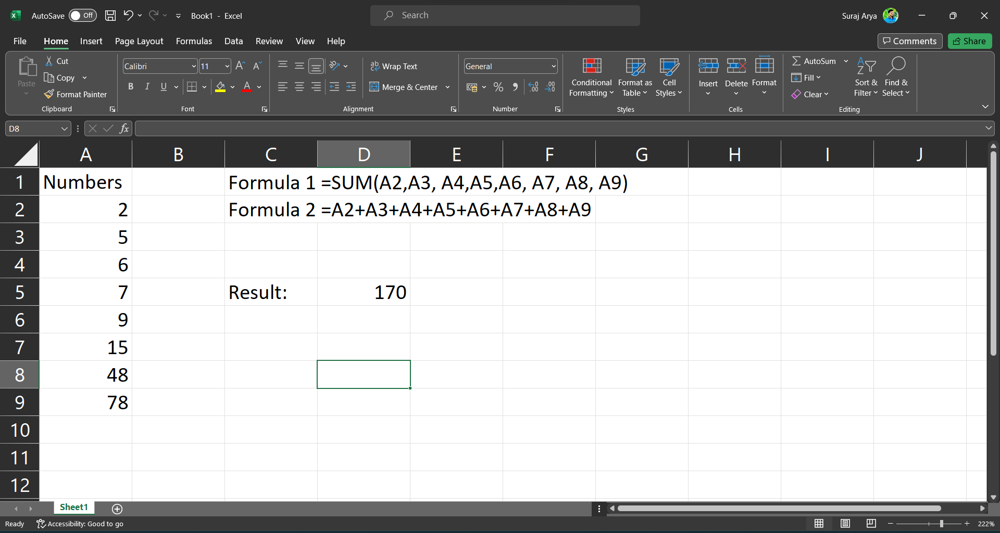 AutoSave Off Book1 - Excel Search Suraj Arya
File Home Insert Page Layout Formulas Data Review View Help Comments Share
Paste Cut Copy Format Painter Clipboard
Calibri 11 A A B I U A Font
ab Wrap Text Merge & Center Alignment
General % Number
Conditional Formatting Format as Table Cell Styles Styles
Insert Delete Format Cells
AutoSum Fill Clear Sort & Filter Find & Select Editing
D8 fx
A B C D E F G H I J
1 Numbers Formula 1 =SUM(A2,A3, A4,A5,A6, A7, A8, A9)
2 2 Formula 2 =A2+A3+A4+A5+A6+A7+A8+A9
3 5
4 6
5 7 Result: 170
6 9
7 15
8 48
9 78
10
11
12
Sheet1
Ready Accessibility: Good to go 222%